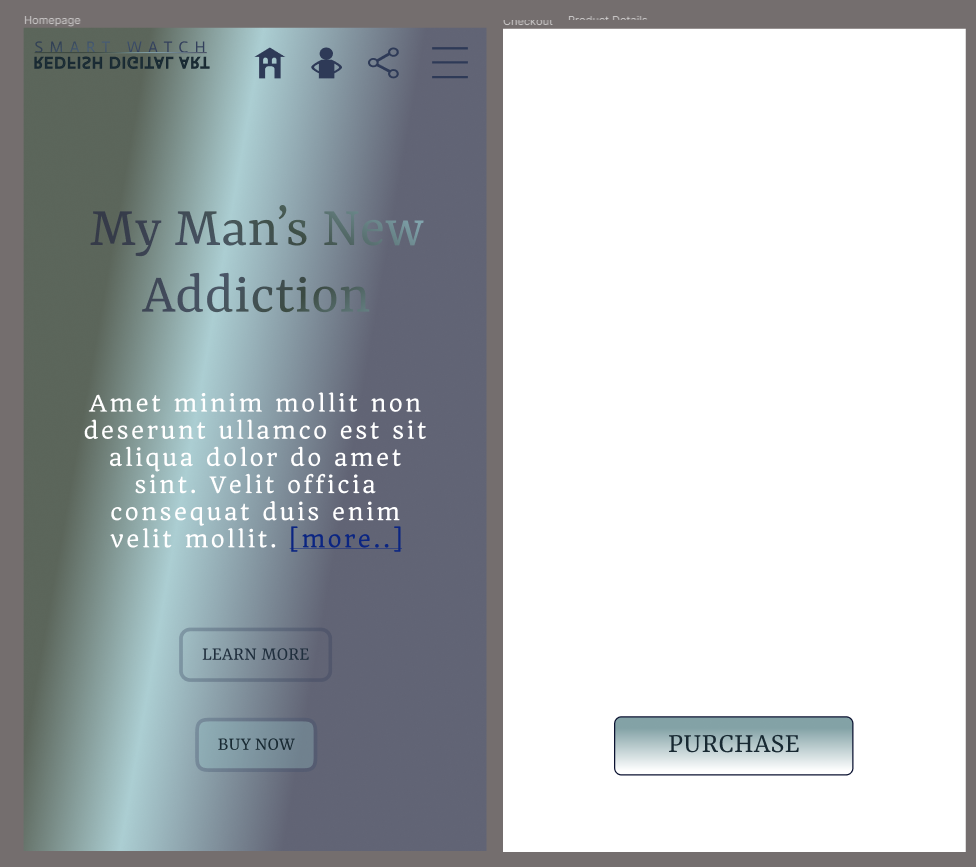 Homepage
Checkout
Product Details
SMART WATCH
REDFISH DIGITAL ART
My Man’s New
Addiction
Amet minim mollit non
deserunt ullamco est sit
aliqua dolor do amet
sint. Velit officia
consequat duis enim
velit mollit. [more..]
LEARN MORE
BUY NOW
PURCHASE